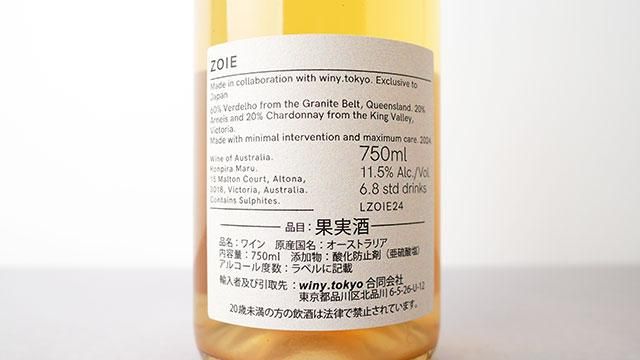 ZOIE
Made in collaboration with winy.tokyo. Exclusive to
Japan
60% Verdelho from the Granite Belt, Queensland. 20%
Arneis and 20% Chardonnay from the King Valley,
Victoria.
Made with minimal intervention and maximum care. 2024
Wine of Australia.
Konpira Maru.
15 Malton Court, Altona,
3018, Victoria, Australia.
Contains Sulphites.
750ml
11.5% Alc./Vol.
6.8 std drinks
LZOIE24
品目：果実酒
品名：ワイン 原産国名：オーストラリア
内容量：750ml 添加物：酸化防止剤（亜硫酸塩）
アルコール度数：ラベルに記載
輸入者及び引取先：winy.tokyo 合同会社
東京都品川区北品川 6-5-26-U-12
20歳未満の方の飲酒は法律で禁止されています。